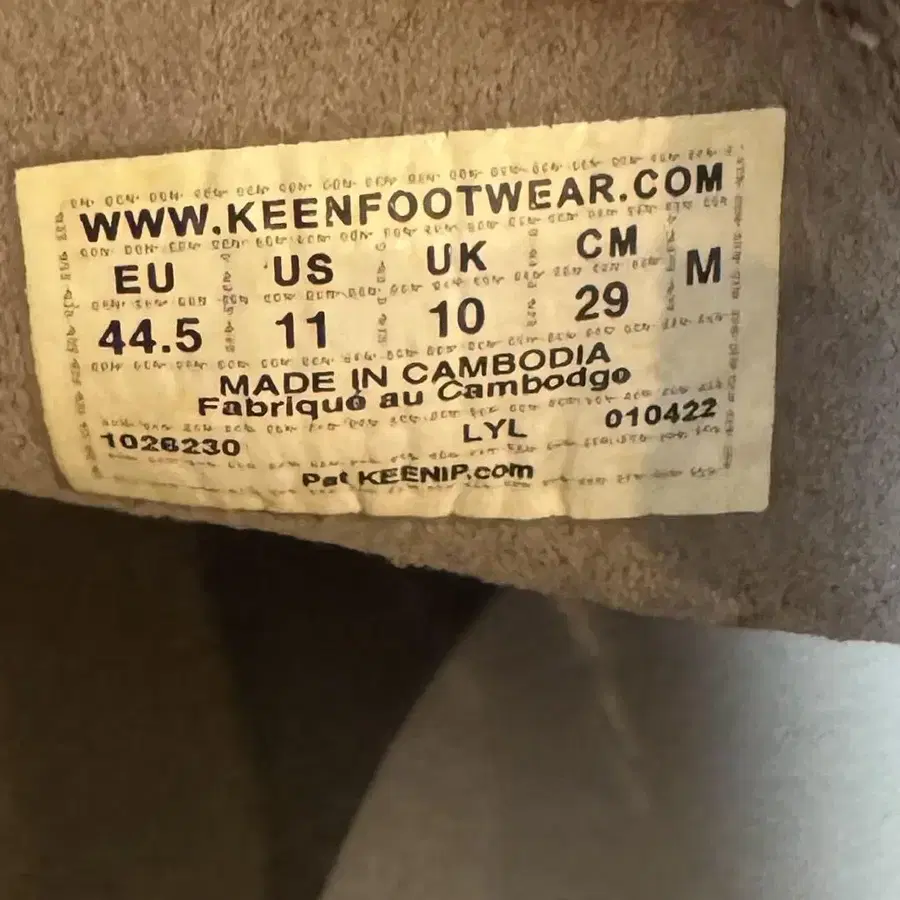 WWW.KEENFOOTWEAR.COM
EU US UK CM M
44.5 11 10 29
MADE IN CAMBODIA
Fabriqué au Cambodge
1026230 LYL 010422
Pat KEENIP.com